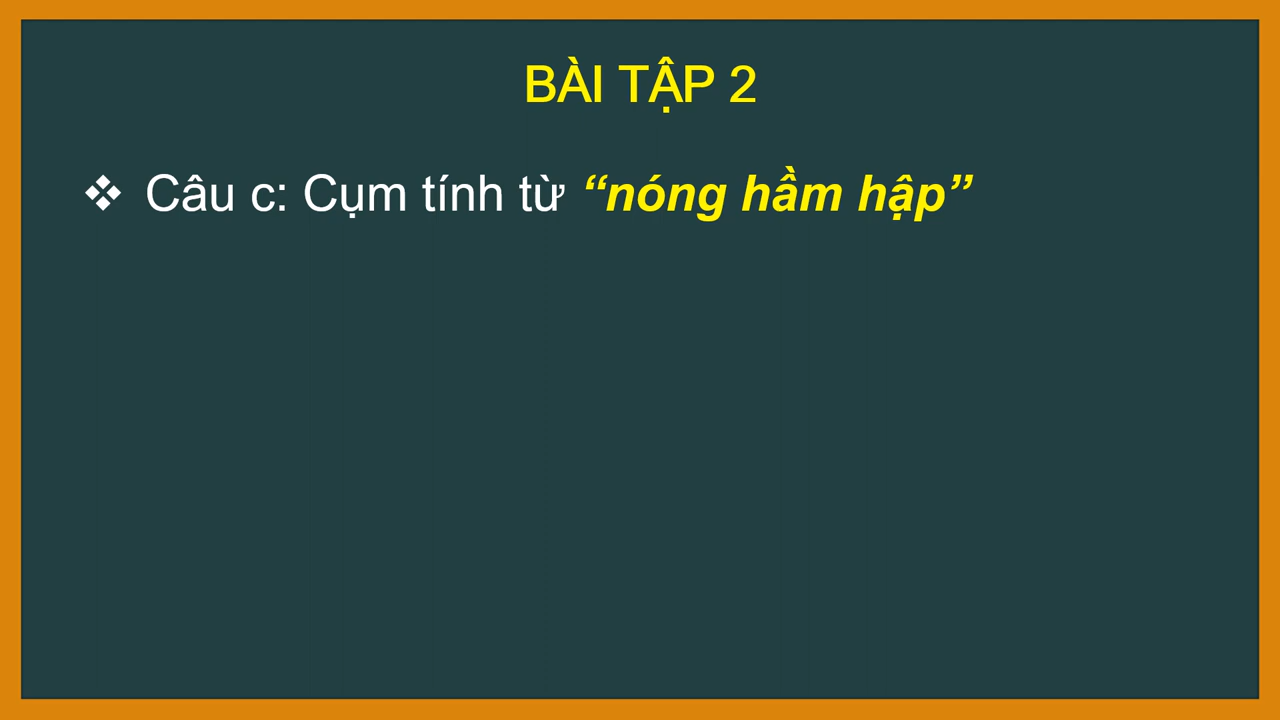 BÀI TẬP 2
❖ Câu c: Cụm tính từ “nóng hầm hập”